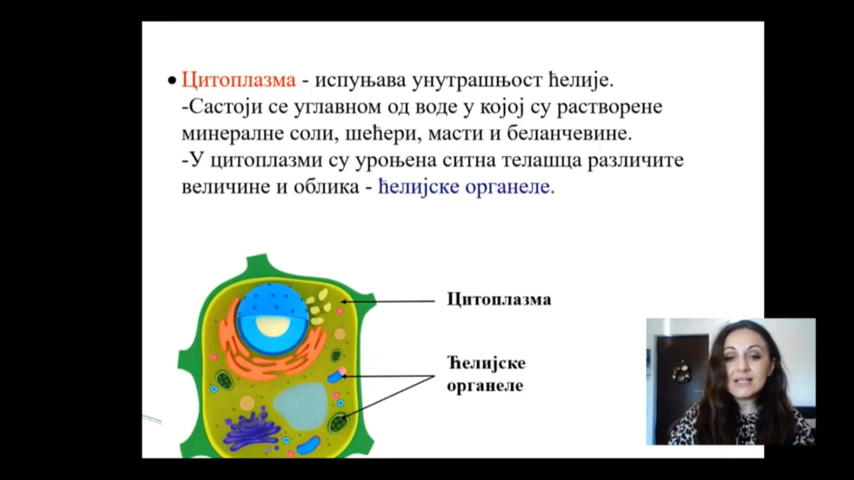 • Цитоплазма - испуњава унутрашњост ћелије.
-Састоји се углавном од воде у којој су растворене
минералне соли, шећери, масти и беланчевине.
-У цитоплазми су уроњена ситна телашца различите
величине и облика - ћелијске органеле.
Цитоплазма
Ћелијске
органеле